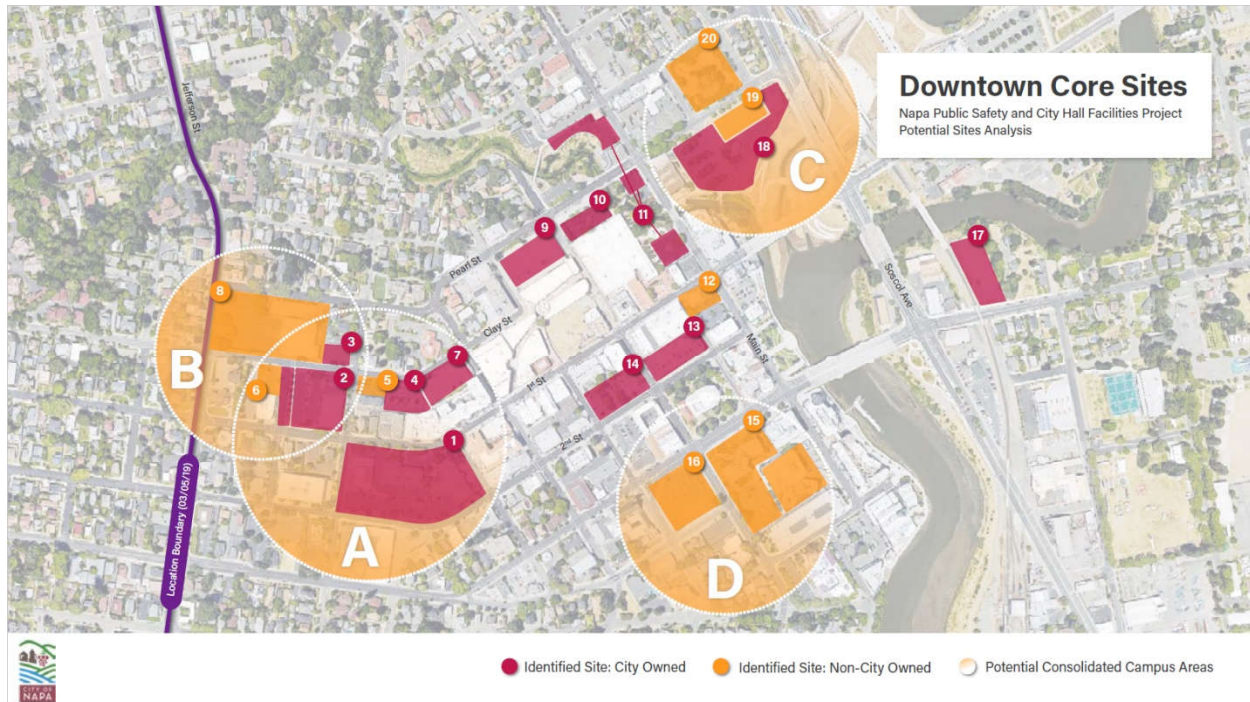 Downtown Core Sites
Napa Public Safety and City Hall Facilities Project
Potential Sites Analysis
20
19
18
C
Jefferson St
10
11
9
17
Pearl St
Soscol Ave
8
12
Clay St
13
3
7
Main St
B
14
2
5
4
1st St
6
15
1
2nd St
16
A
D
Location Boundary (03/05/19)
CITY OF
NAPA
Identified Site: City Owned
Identified Site: Non-City Owned
Potential Consolidated Campus Areas